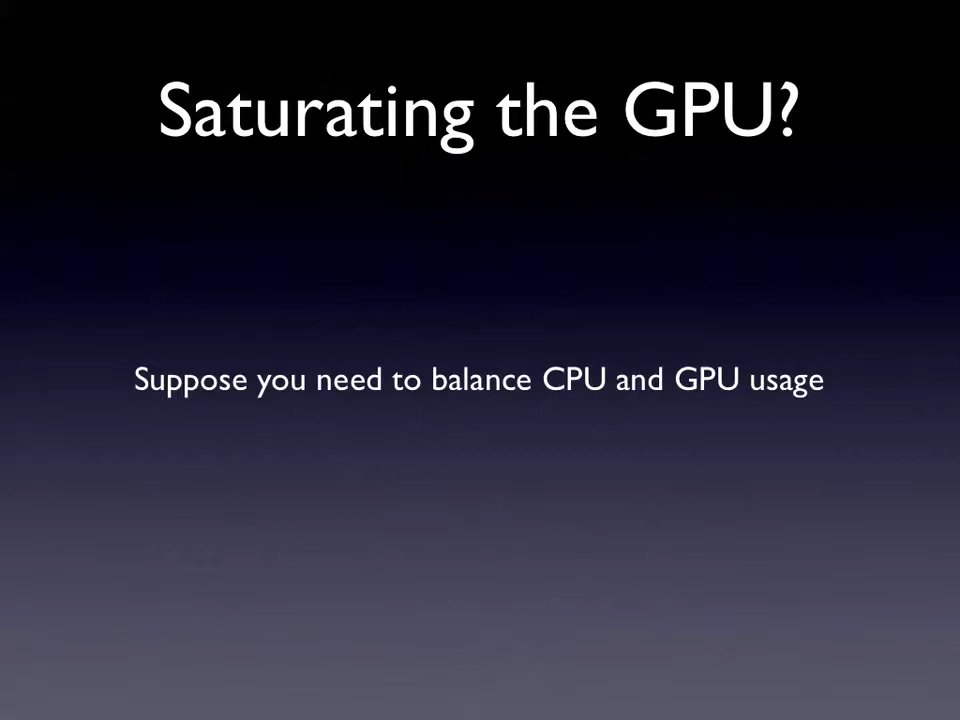 Saturating the GPU?
Suppose you need to balance CPU and GPU usage